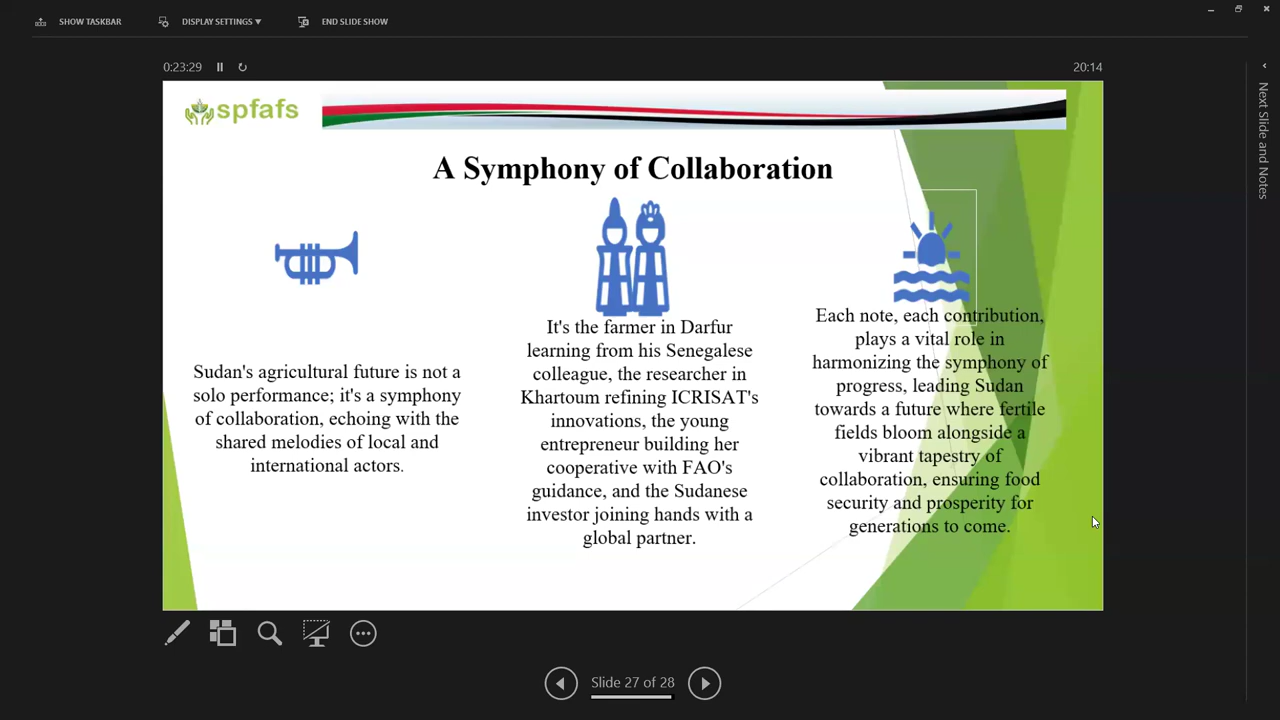 SHOW TASKBAR
DISPLAY SETTINGS
END SLIDE SHOW
0:23:29
20:14
spfafs
A Symphony of Collaboration
Sudan's agricultural future is not a
solo performance; it's a symphony
of collaboration, echoing with the
shared melodies of local and
international actors.
It's the farmer in Darfur
learning from his Senegalese
colleague, the researcher in
Khartoum refining ICRISAT's
innovations, the young
entrepreneur building her
cooperative with FAO's
guidance, and the Sudanese
investor joining hands with a
global partner.
Each note, each contribution,
plays a vital role in
harmonizing the symphony of
progress, leading Sudan
towards a future where fertile
fields bloom alongside a
vibrant tapestry of
collaboration, ensuring food
security and prosperity for
generations to come.
Next Slide and Notes
Slide 27 of 28